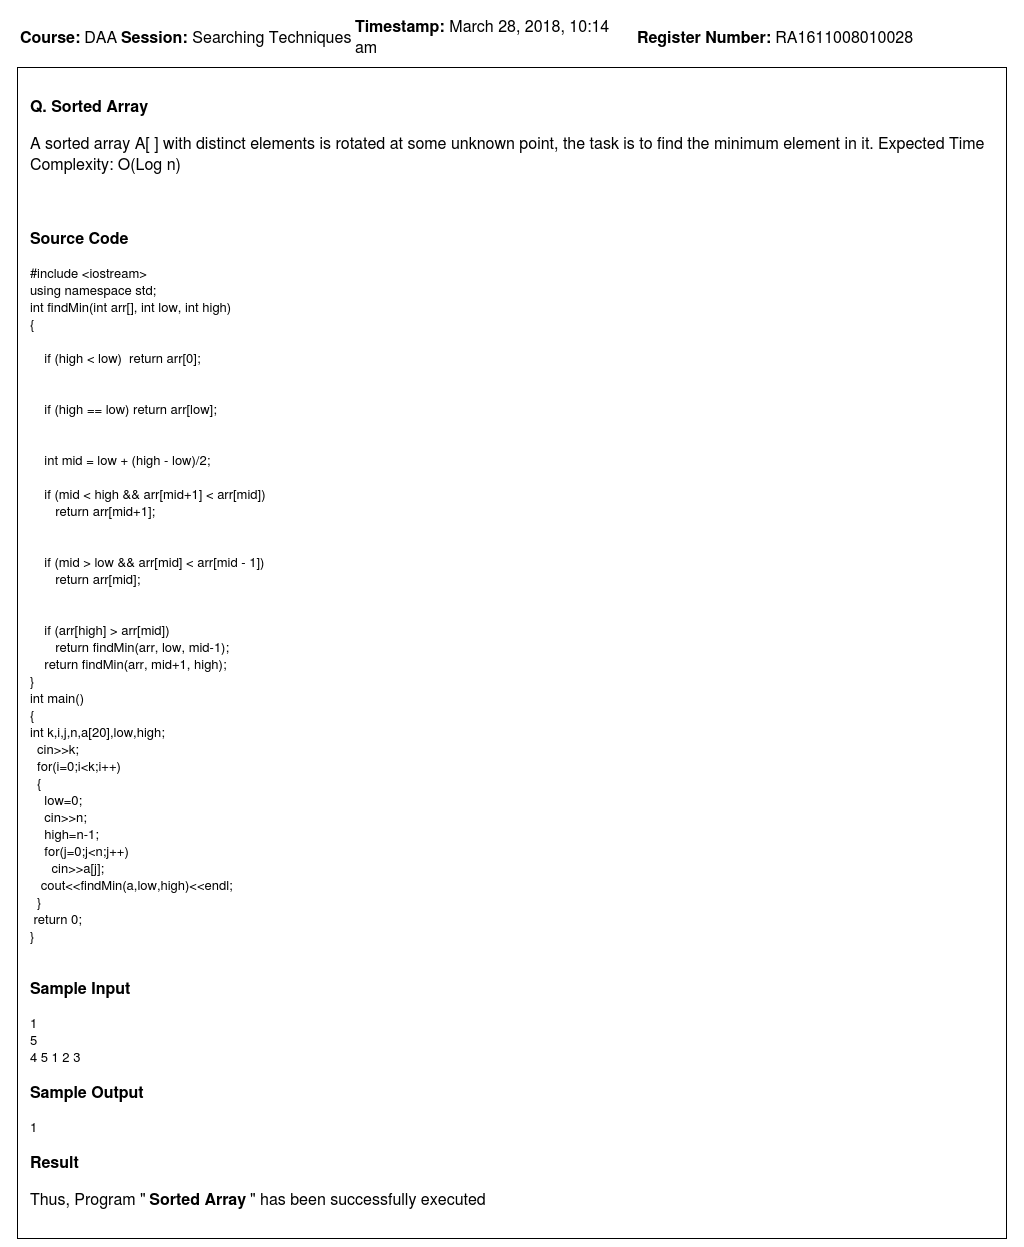 Course: DAA Session: Searching Techniques Timestamp: March 28, 2018, 10:14 am Register Number: RA1611008010028
Q. Sorted Array
A sorted array A[ ] with distinct elements is rotated at some unknown point, the task is to find the minimum element in it. Expected Time
Complexity: O(Log n)
Source Code
#include <iostream>
using namespace std;
int findMin(int arr[], int low, int high)
{
    if (high < low)  return arr[0];
    if (high == low) return arr[low];
    int mid = low + (high - low)/2;
    if (mid < high && arr[mid+1] < arr[mid])
       return arr[mid+1];
    if (mid > low && arr[mid] < arr[mid - 1])
       return arr[mid];
    if (arr[high] > arr[mid])
       return findMin(arr, low, mid-1);
    return findMin(arr, mid+1, high);
}
int main()
{
int k,i,j,n,a[20],low,high;
  cin>>k;
  for(i=0;i<k;i++)
  {
    low=0;
    cin>>n;
    high=n-1;
    for(j=0;j<n;j++)
      cin>>a[j];
   cout<<findMin(a,low,high)<<endl;
  }
 return 0;
}
Sample Input
1
5
4 5 1 2 3
Sample Output
1
Result
Thus, Program " Sorted Array " has been successfully executed